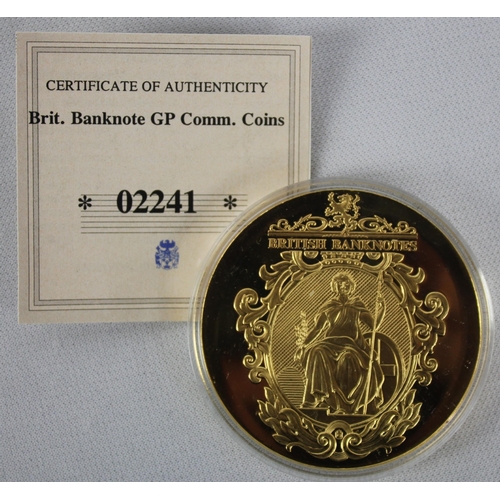 CERTIFICATE OF AUTHENTICITY
Brit. Banknote GP Comm. Coins
* 02241 *
BRITISH BANKNOTES